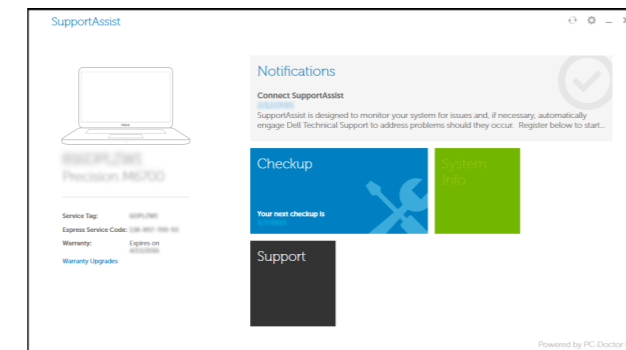 SupportAssist
Notifications
Connect SupportAssist
SupportAssist is designed to monitor your system for issues and, if necessary, automatically
engage Dell Technical Support to address problems should they occur. Register below to start...
DELL
Precision M6700
Checkup
System
Info
Your next checkup is
Service Tag:
Express Service Code:
Warranty: Expires on
Warranty Upgrades
Support
Powered by PC-Doctor